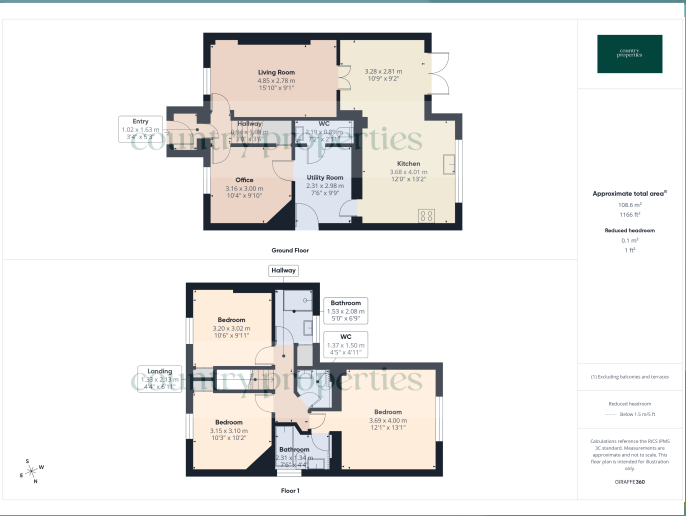 Living Room
4.85 x 2.78 m
15'10" x 9'1"
3.28 x 2.81 m
10'9" x 9'2"
Entry
1.02 x 1.63 m
3'4" x 5'3"
Hallway
WC
countryproperties
Office
3.16 x 3.00 m
10'4" x 9'10"
Utility Room
2.31 x 2.98 m
7'6" x 9'9"
Kitchen
3.68 x 4.01 m
12'0" x 13'2"
Ground Floor
Hallway
Bedroom
3.20 x 3.02 m
10'6" x 9'11"
Bathroom
1.53 x 2.08 m
5'0" x 6'9"
WC
1.37 x 1.50 m
4'5" x 4'11"
Landing
countryproperties
Bedroom
3.15 x 3.10 m
10'3" x 10'2"
Bedroom
3.69 x 4.00 m
12'1" x 13'1"
Bathroom
2.31 x 1.34 m
7'6" x 4'4"
Floor 1
S
W
E
N
country
properties
Approximate total area(1)
108.6 m²
1166 ft²
Reduced headroom
0.1 m²
1 ft²
(1) Excluding balconies and terraces
Reduced headroom
Below 1.5 m/5 ft
Calculations reference the RICS IPMS
3C standard. Measurements are
approximate and not to scale. This
floor plan is intended for illustration
only.
GIRAFFE360